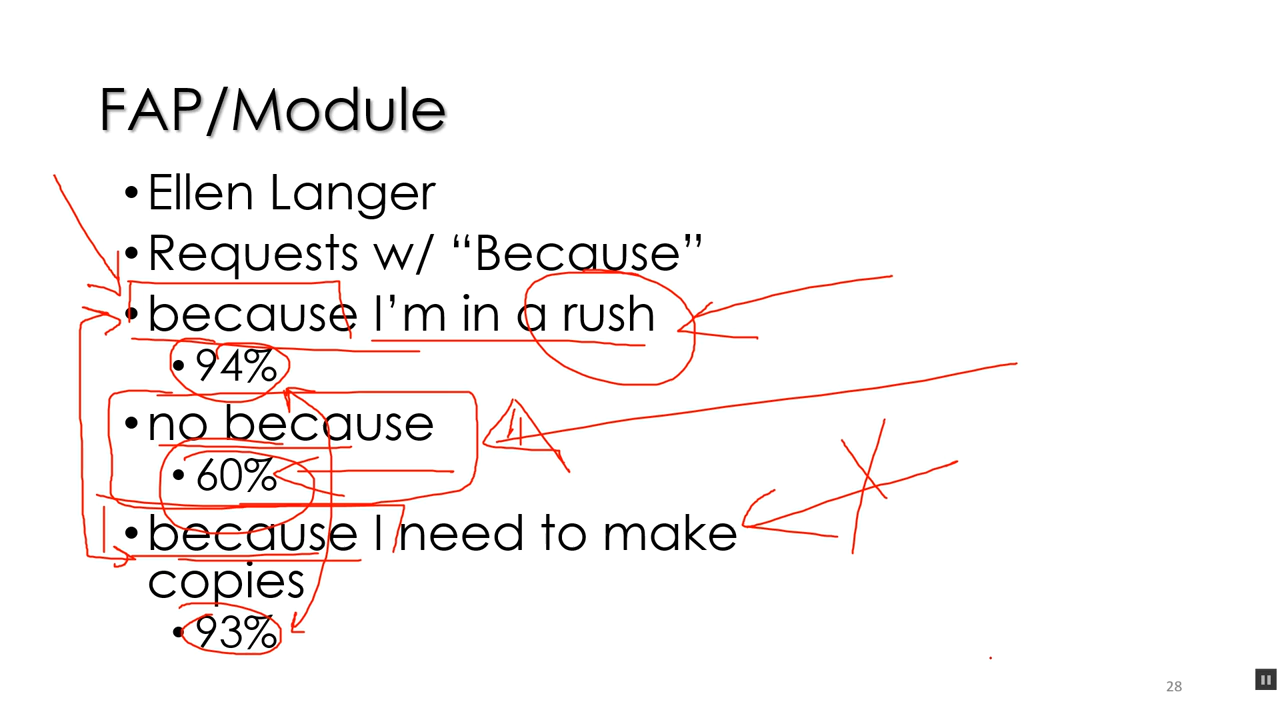 FAP/Module
• Ellen Langer
• Requests w/ “Because”
• because I’m in a rush
• 94%
• no because
• 60%
• because I need to make
copies
• 93%
28